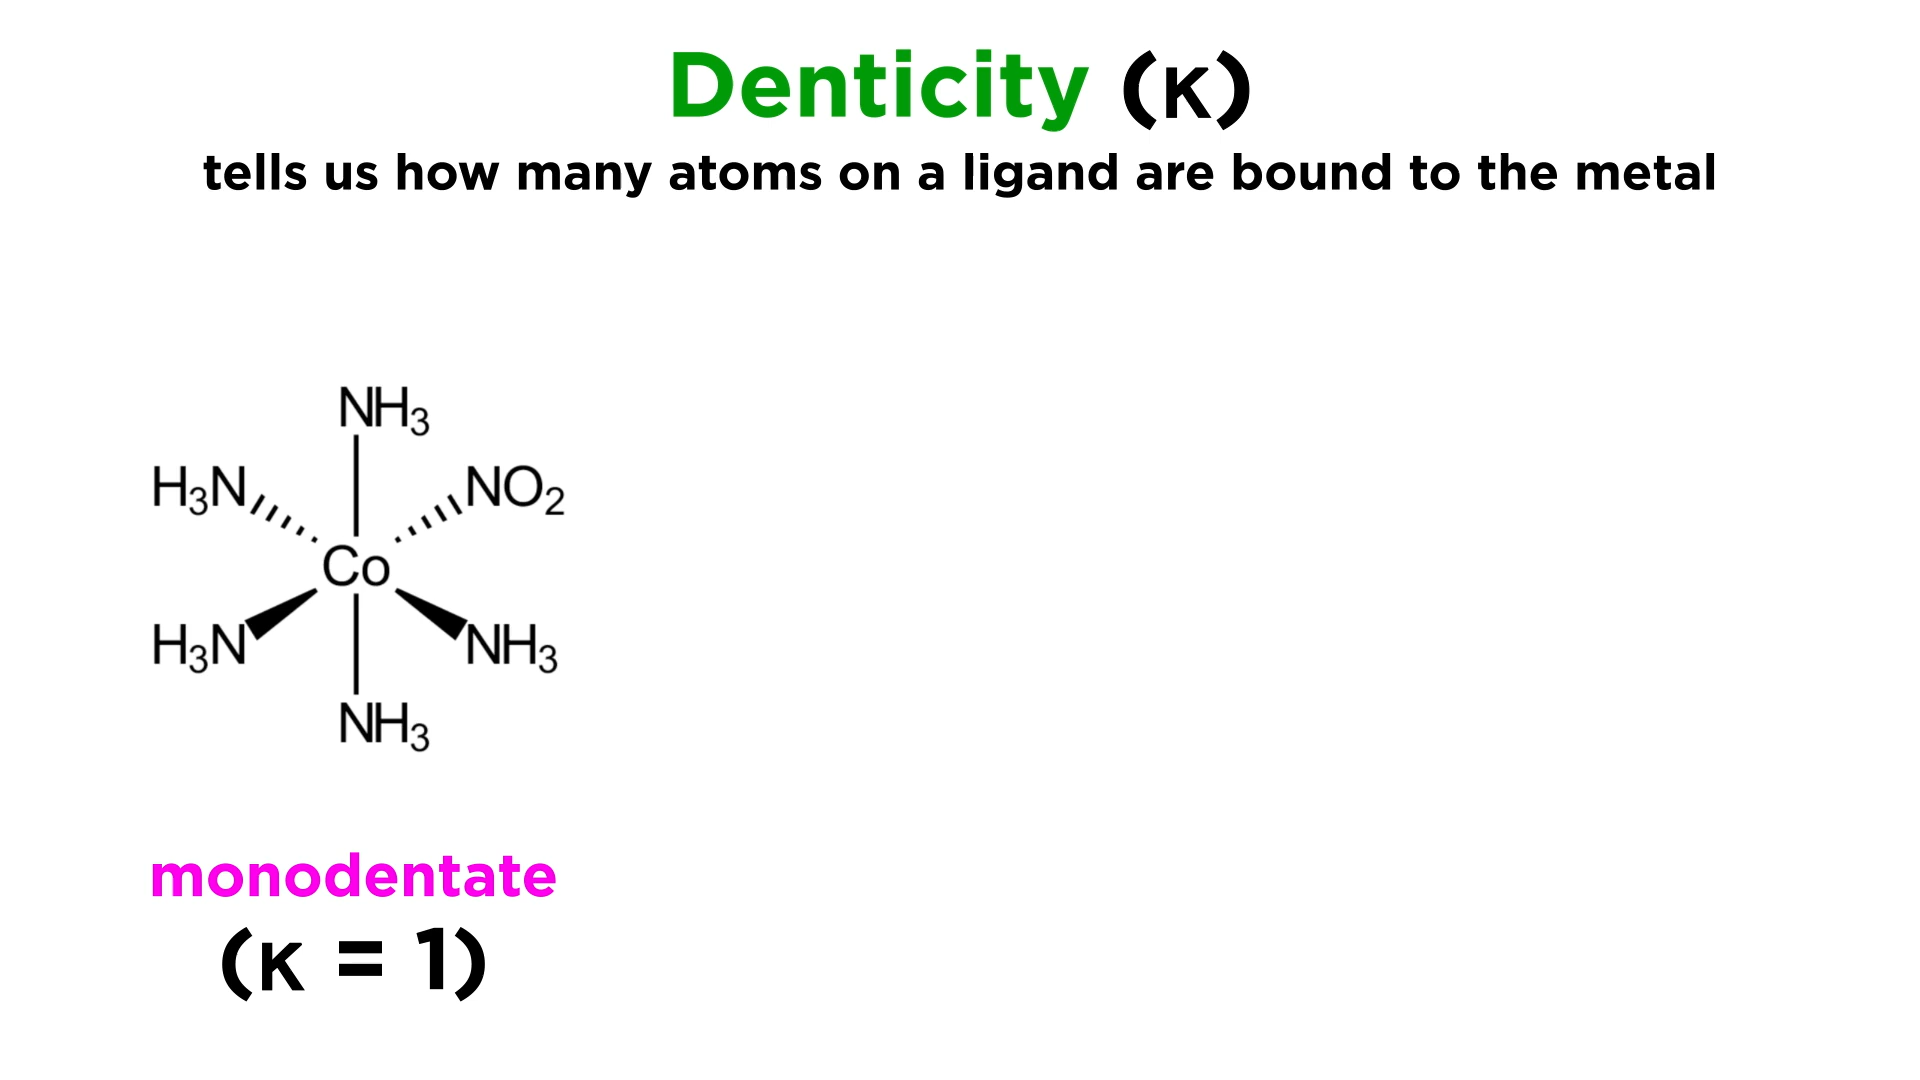 Denticity (κ)
tells us how many atoms on a ligand are bound to the metal
NH₃
H₃N NO₂
Co
H₃N NH₃
NH₃
monodentate
(κ = 1)